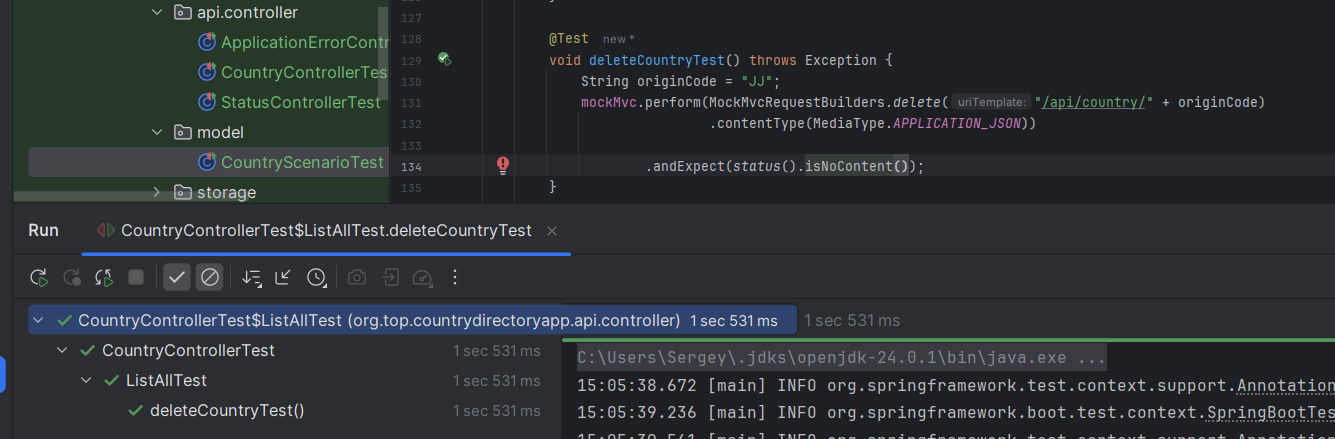 api.controller
ApplicationErrorContr
CountryControllerTes
StatusControllerTest
model
CountryScenarioTest
storage
127
128 @Test new *
129 void deleteCountryTest() throws Exception {
130 String originCode = "JJ";
131 mockMvc.perform(MockMvcRequestBuilders.delete( uriTemplate: "/api/country/" + originCode)
132 .contentType(MediaType.APPLICATION_JSON))
133
134 .andExpect(status().isNoContent());
135 }
Run CountryControllerTest$ListAllTest.deleteCountryTest ×
CountryControllerTest$ListAllTest (org.top.countrydirectoryapp.api.controller) 1 sec 531 ms
CountryControllerTest 1 sec 531 ms
ListAllTest 1 sec 531 ms
deleteCountryTest() 1 sec 531 ms
1 sec 531 ms
C:\Users\Sergey\.jdks\openjdk-24.0.1\bin\java.exe ...
15:05:38.672 [main] INFO org.springframework.test.context.support.Annotation
15:05:39.236 [main] INFO org.springframework.boot.test.context.SpringBootTes